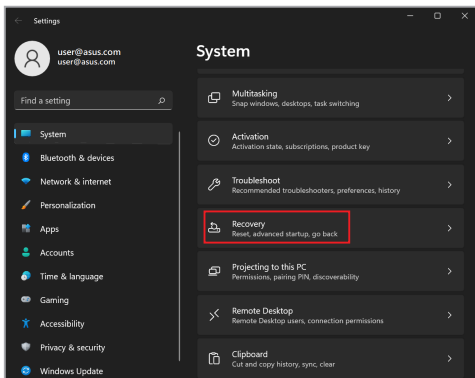 Settings
user@asus.com
user@asus.com
Find a setting
System
Bluetooth & devices
Network & internet
Personalization
Apps
Accounts
Time & language
Gaming
Accessibility
Privacy & security
Windows Update
System
Multitasking
Snap windows, desktops, task switching
Activation
Activation state, subscriptions, product key
Troubleshoot
Recommended troubleshooters, preferences, history
Recovery
Reset, advanced startup, go back
Projecting to this PC
Permissions, pairing PIN, discoverability
Remote Desktop
Remote Desktop users, connection permissions
Clipboard
Cut and copy history, sync, clear